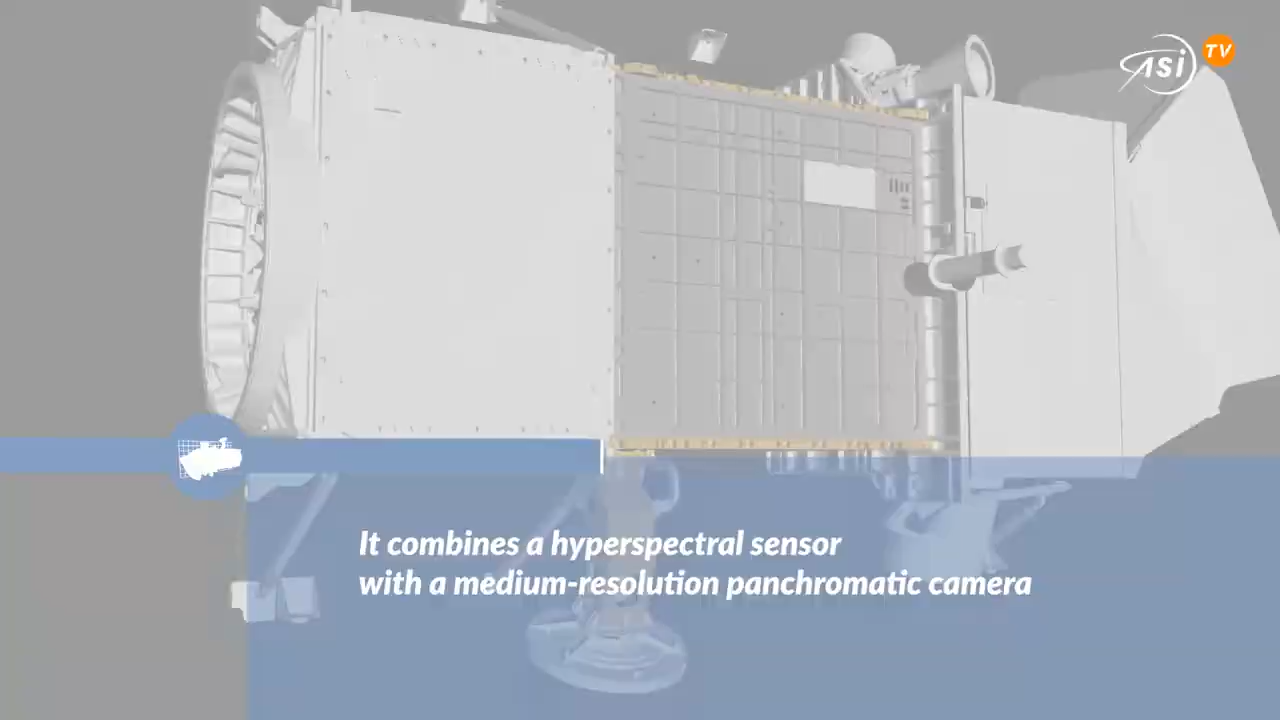 ASI TV
It combines a hyperspectral sensor
with a medium-resolution panchromatic camera